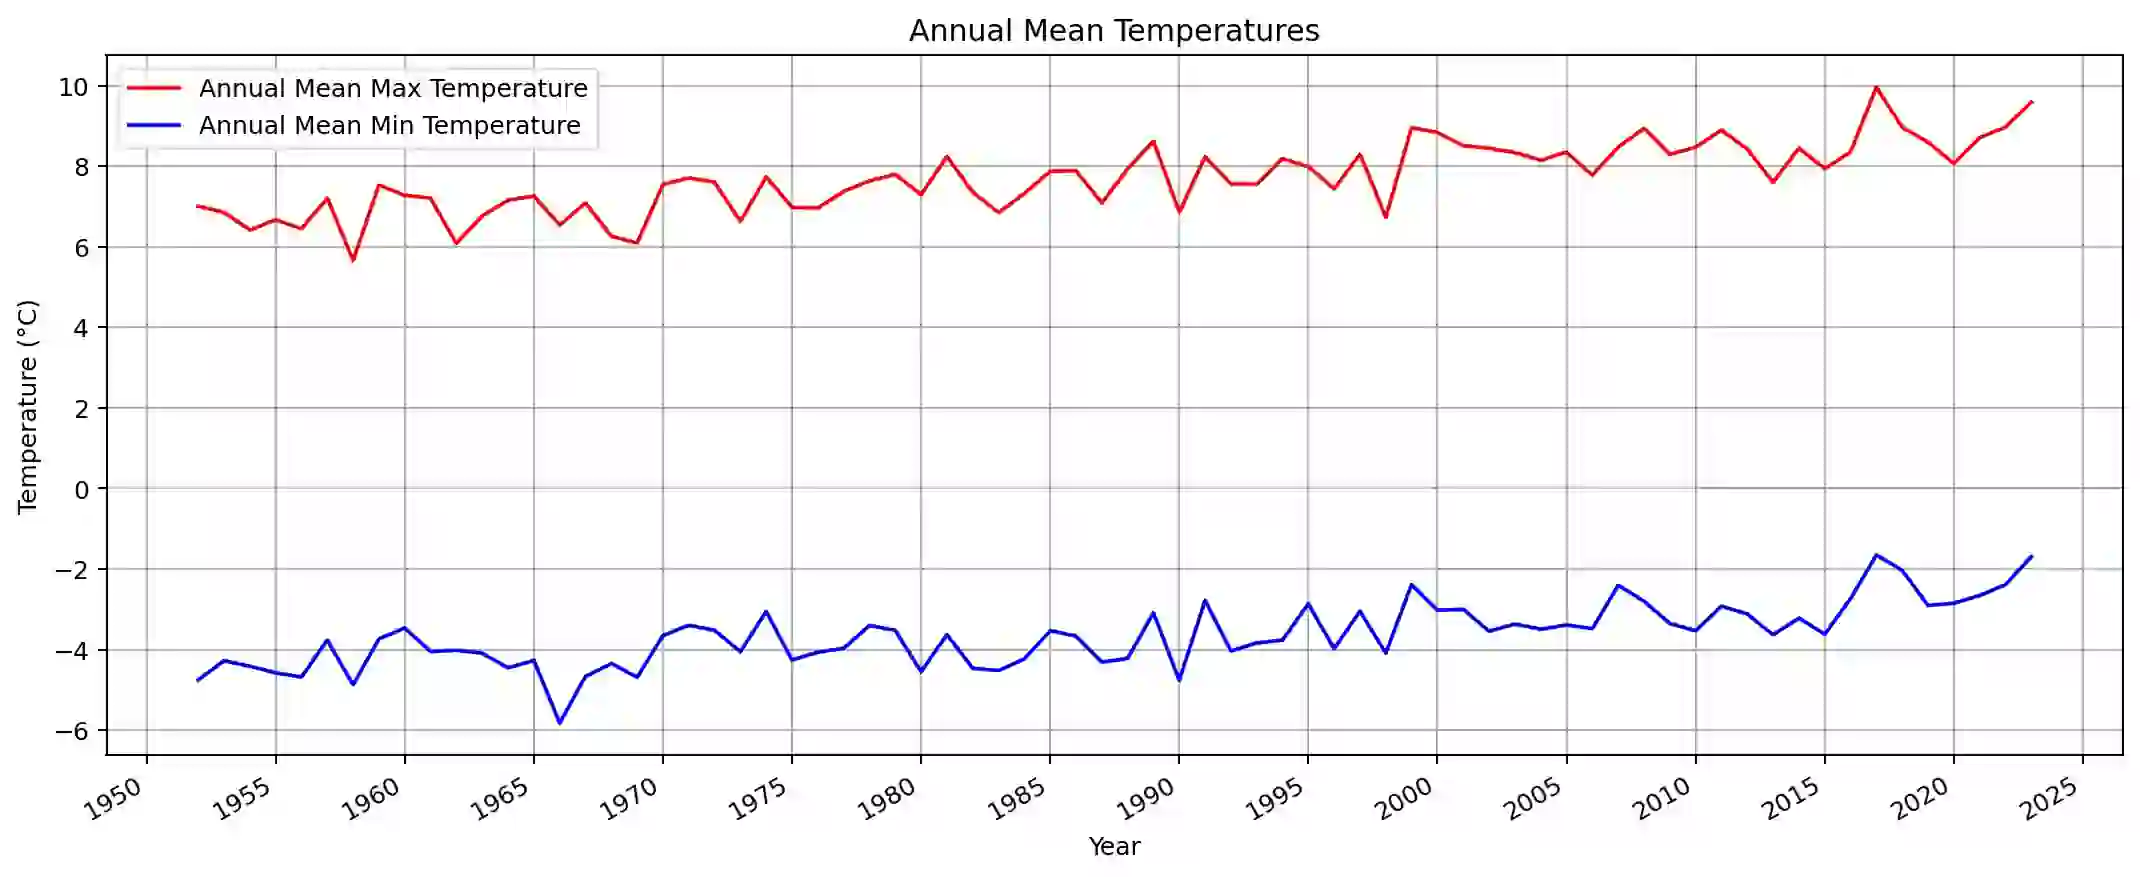 Annual Mean Temperatures
Annual Mean Max Temperature
Annual Mean Min Temperature
Temperature (°C)
10
8
6
4
2
0
−2
−4
−6
1950 1955 1960 1965 1970 1975 1980 1985 1990 1995 2000 2005 2010 2015 2020 2025
Year